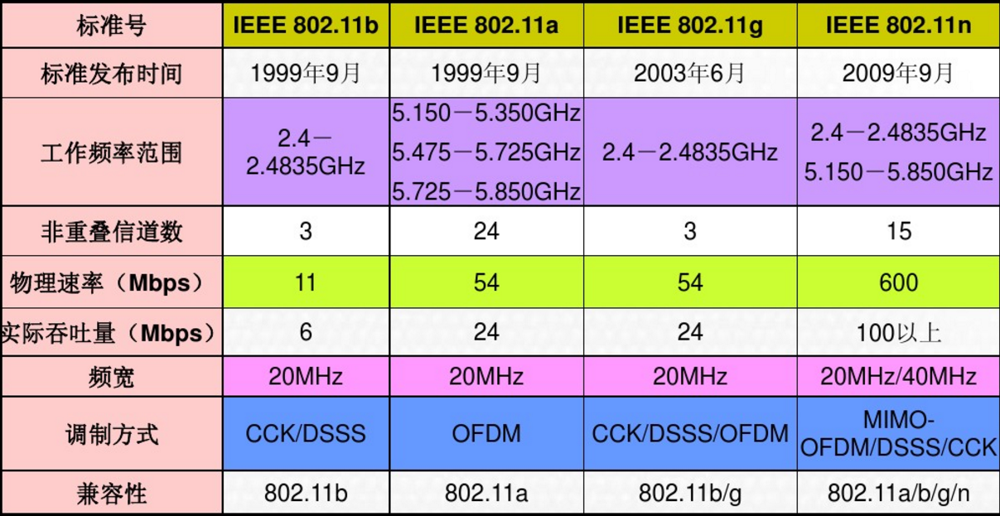 标准号 IEEE 802.11b IEEE 802.11a IEEE 802.11g IEEE 802.11n
标准发布时间 1999年9月 1999年9月 2003年6月 2009年9月
工作频率范围
2.4－
2.4835GHz
5.150－5.350GHz
5.475－5.725GHz
5.725－5.850GHz
2.4－2.4835GHz
2.4－2.4835GHz
5.150－5.850GHz
非重叠信道数 3 24 3 15
物理速率（Mbps） 11 54 54 600
实际吞吐量（Mbps） 6 24 24 100以上
频宽 20MHz 20MHz 20MHz 20MHz/40MHz
调制方式 CCK/DSSS OFDM CCK/DSSS/OFDM
MIMO-
OFDM/DSSS/CCK
兼容性 802.11b 802.11a 802.11b/g 802.11a/b/g/n